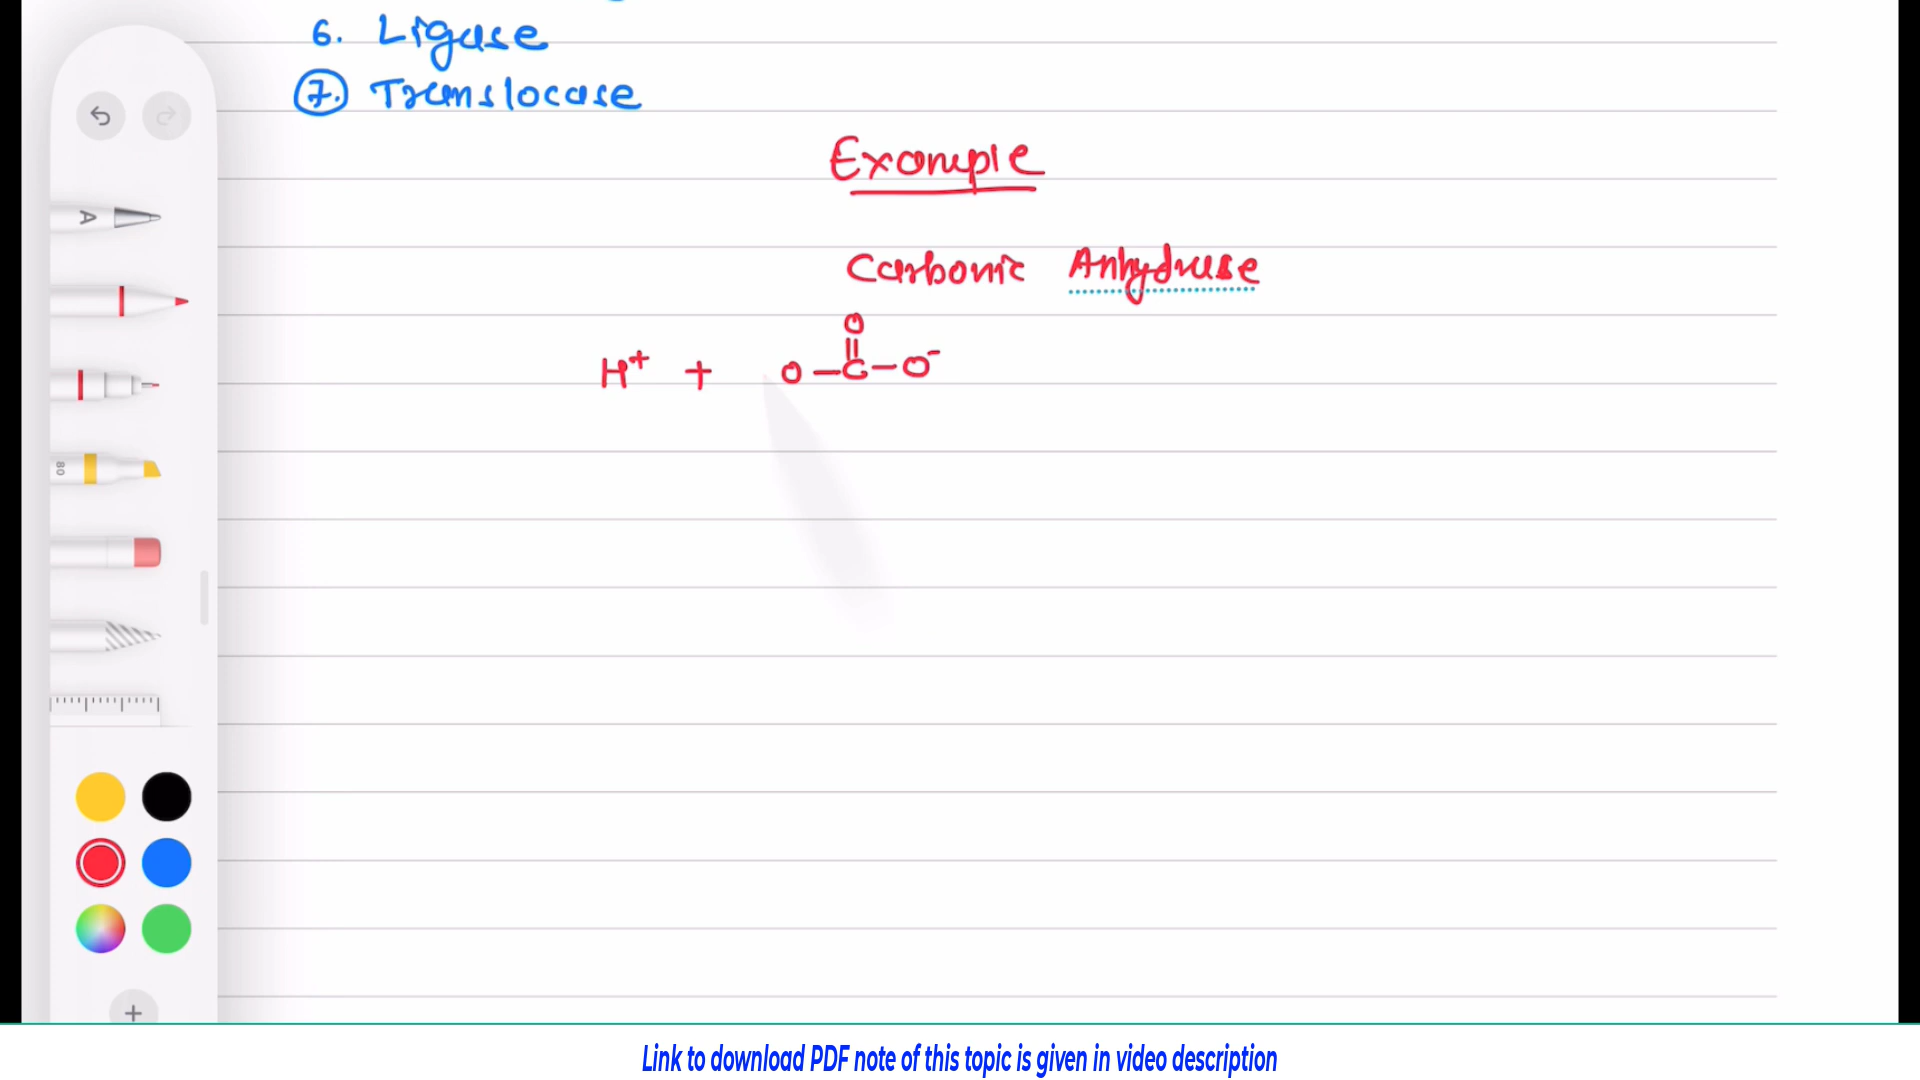 6. Ligase
7. Translocase
Example
Carbonic Anhydrase
O
H⁺ + O–C–O⁻
A
80
Link to download PDF note of this topic is given in video description